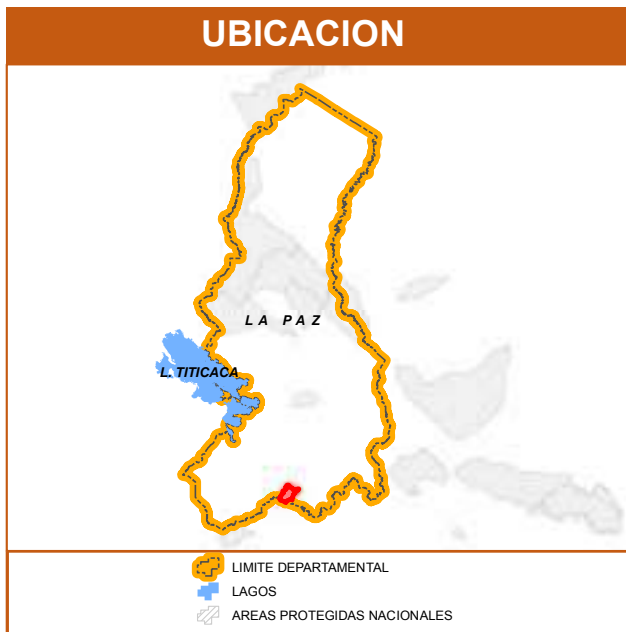 UBICACION
LA PAZ
L. TITICACA
LIMITE DEPARTAMENTAL
LAGOS
AREAS PROTEGIDAS NACIONALES